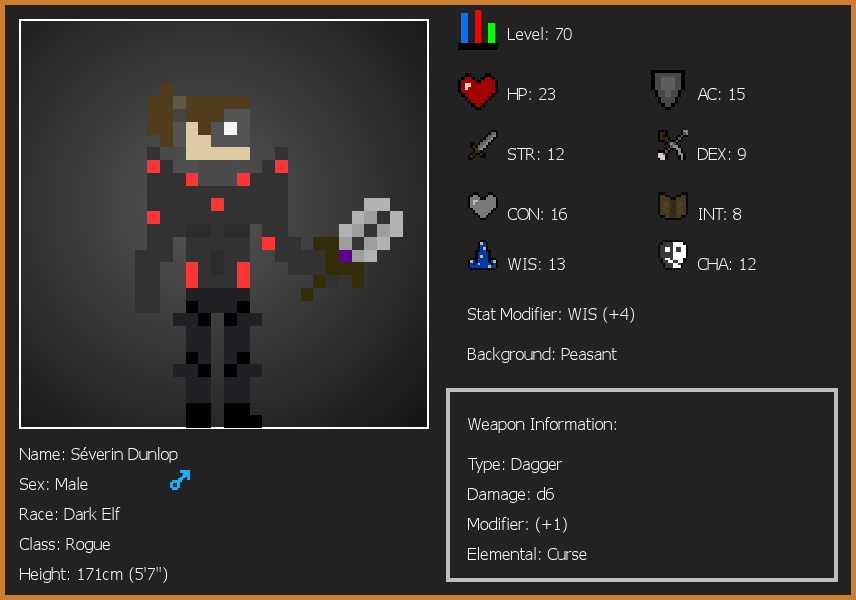 Level: 70
HP: 23
AC: 15
STR: 12
DEX: 9
CON: 16
INT: 8
WIS: 13
CHA: 12
Stat Modifier: WIS (+4)
Background: Peasant
Weapon Information:
Type: Dagger
Damage: d6
Modifier: (+1)
Elemental: Curse
Name: Séverin Dunlop
Sex: Male
Race: Dark Elf
Class: Rogue
Height: 171cm (5'7")